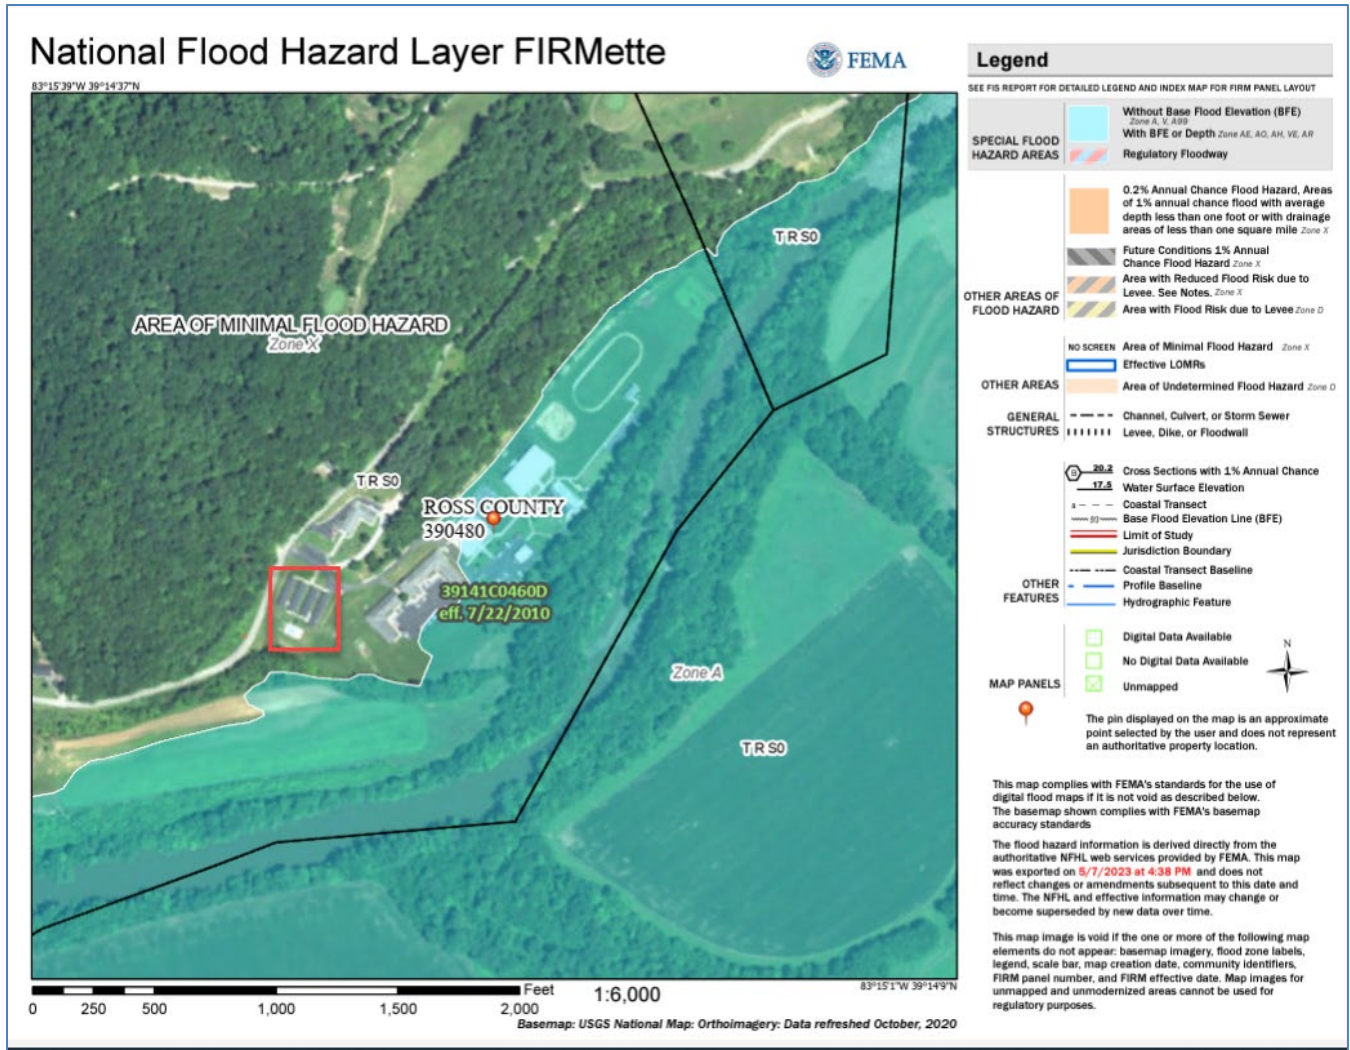 National Flood Hazard Layer FIRMette
FEMA
83°15'39"W 39°14'37"N
T R S0
AREA OF MINIMAL FLOOD HAZARD
Zone X
T R S0
ROSS COUNTY
390480
39141C0460D
eff. 7/22/2010
Zone A
T R S0
83°15'1"W 39°14'9"N
Feet
0
250
500
1,000
1,500
2,000
1:6,000
Basemap: USGS National Map: Orthoimagery: Data refreshed October, 2020
Legend
SEE FIS REPORT FOR DETAILED LEGEND AND INDEX MAP FOR FIRM PANEL LAYOUT
SPECIAL FLOOD
HAZARD AREAS
Without Base Flood Elevation (BFE)
Zone A, V, A99
With BFE or Depth Zone AE, AO, AH, VE, AR
Regulatory Floodway
0.2% Annual Chance Flood Hazard, Areas
of 1% annual chance flood with average
depth less than one foot or with drainage
areas of less than one square mile Zone X
Future Conditions 1% Annual
Chance Flood Hazard Zone X
Area with Reduced Flood Risk due to
Levee. See Notes. Zone X
Area with Flood Risk due to Levee Zone D
OTHER AREAS OF
FLOOD HAZARD
NO SCREEN Area of Minimal Flood Hazard Zone X
Effective LOMRs
OTHER AREAS
Area of Undetermined Flood Hazard Zone D
GENERAL
STRUCTURES
Channel, Culvert, or Storm Sewer
Levee, Dike, or Floodwall
B 20.2 Cross Sections with 1% Annual Chance
17.5 Water Surface Elevation
8 Coastal Transect
513 Base Flood Elevation Line (BFE)
Limit of Study
Jurisdiction Boundary
Coastal Transect Baseline
OTHER
FEATURES
Profile Baseline
Hydrographic Feature
Digital Data Available
No Digital Data Available
MAP PANELS
Unmapped
N
The pin displayed on the map is an approximate
point selected by the user and does not represent
an authoritative property location.
This map complies with FEMA's standards for the use of
digital flood maps if it is not void as described below.
The basemap shown complies with FEMA's basemap
accuracy standards
The flood hazard information is derived directly from the
authoritative NFHL web services provided by FEMA. This map
was exported on 5/7/2023 at 4:38 PM and does not
reflect changes or amendments subsequent to this date and
time. The NFHL and effective information may change or
become superseded by new data over time.
This map image is void if the one or more of the following map
elements do not appear: basemap imagery, flood zone labels,
legend, scale bar, map creation date, community identifiers,
FIRM panel number, and FIRM effective date. Map images for
unmapped and unmodernized areas cannot be used for
regulatory purposes.